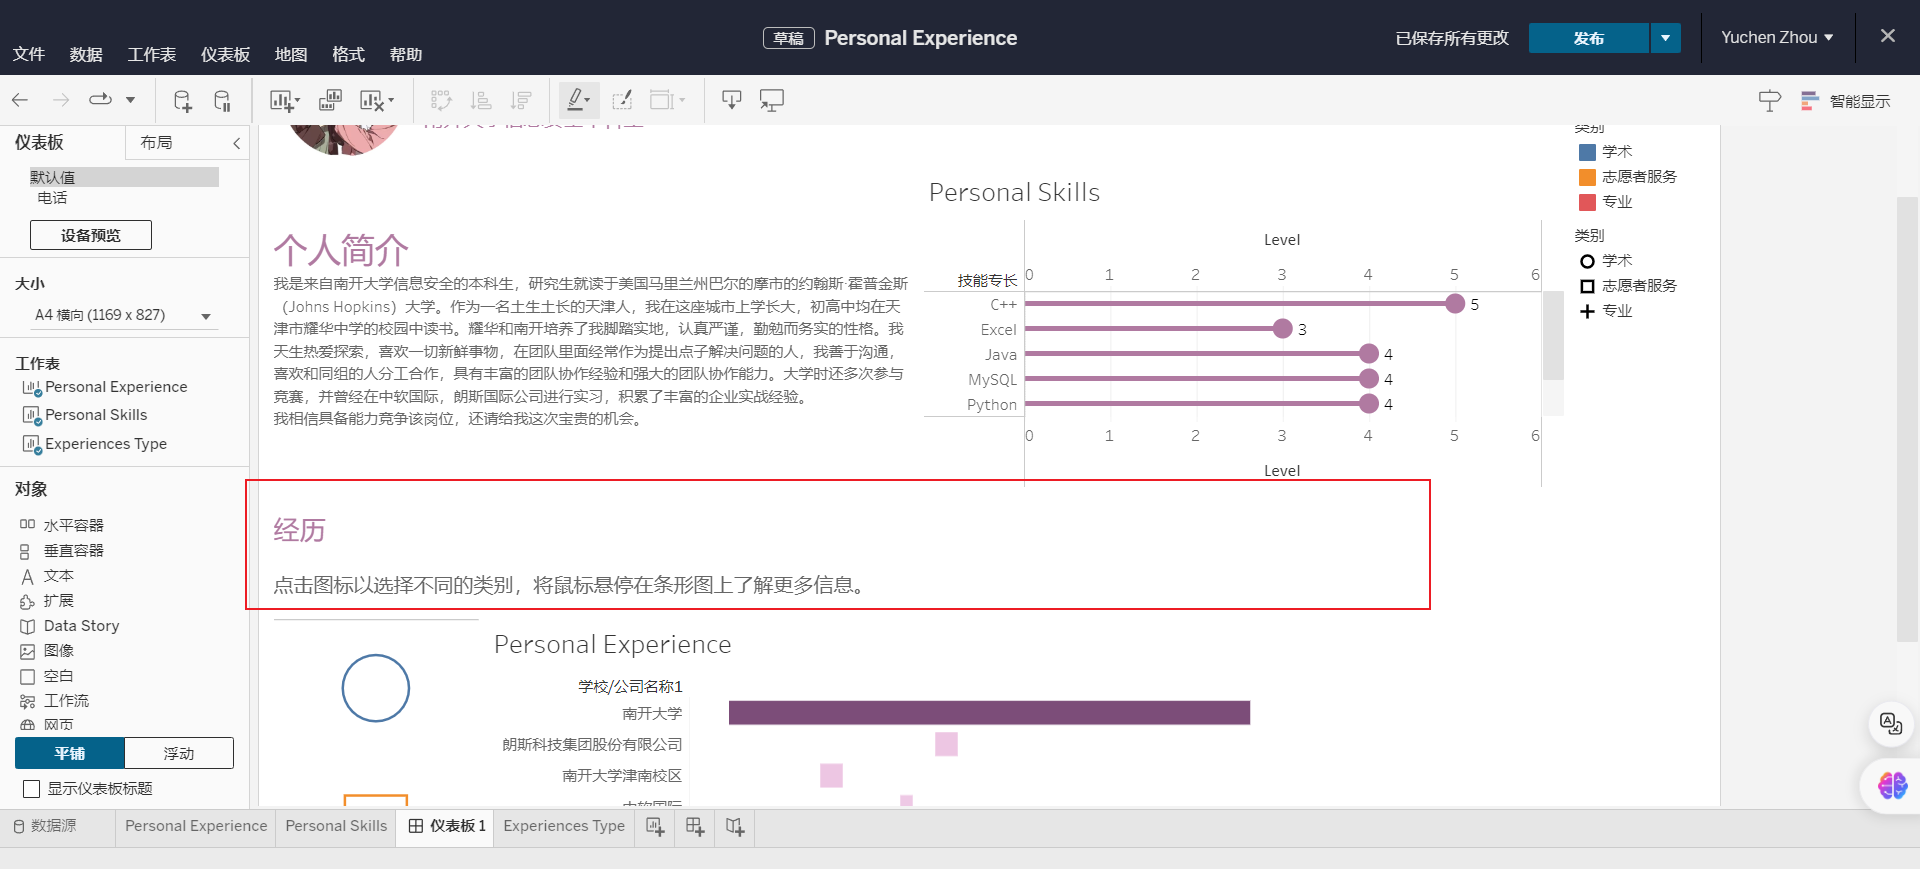 草稿 Personal Experience
已保存所有更改
发布
Yuchen Zhou
文件 数据 工作表 仪表板 地图 格式 帮助
智能显示
仪表板
布局
默认值
电话
设备预览
大小
A4 横向 (1169 x 827)
工作表
Personal Experience
Personal Skills
Experiences Type
对象
水平容器
垂直容器
文本
扩展
Data Story
图像
空白
工作流
网页
平铺 浮动
显示仪表板标题
个人简介
我是来自南开大学信息安全的本科生，研究生就读于美国马里兰州巴尔的摩市的约翰斯·霍普金斯
（Johns Hopkins）大学。作为一名土生土长的天津人，我在这座城市上学长大，初高中均在天
津市耀华中学的校园中读书。耀华和南开培养了我脚踏实地，认真严谨，勤勉而务实的性格。我
天生热爱探索，喜欢一切新鲜事物，在团队里面经常作为提出点子解决问题的人，我善于沟通，
喜欢和同组的人分工合作，具有丰富的团队协作经验和强大的团队协作能力。大学时还多次参与
竞赛，并曾经在中软国际，朗斯国际公司进行实习，积累了丰富的企业实战经验。
我相信具备能力竞争该岗位，还请给我这次宝贵的机会。
Personal Skills
Level
技能专长 0 1 2 3 4 5 6
C++ 5
Excel 3
Java 4
MySQL 4
Python 4
0 1 2 3 4 5 6
Level
类别
学术
志愿者服务
专业
类别
学术
志愿者服务
专业
经历
点击图标以选择不同的类别，将鼠标悬停在条形图上了解更多信息。
Personal Experience
学校/公司名称1
南开大学
朗斯科技集团股份有限公司
南开大学津南校区
中软国际
数据源 Personal Experience Personal Skills 仪表板 1 Experiences Type